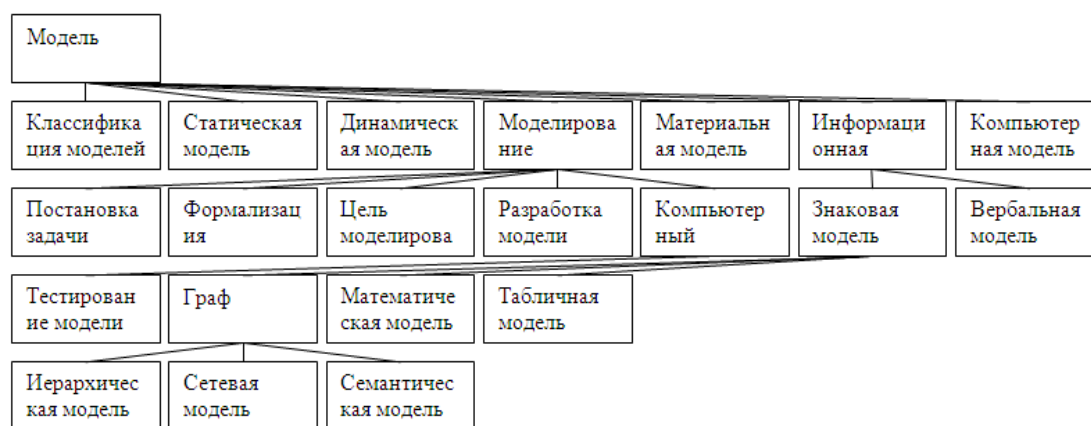 Модель
Классифика
ция моделей
Статическая
модель
Динамическ
ая модель
Моделирова
ние
Материальн
ая модель
Информаци
онная
Компьютер
ная модель
Постановка
задачи
Формализац
ия
Цель
моделирова
Разработка
модели
Компьютер
ный
Знаковая
модель
Вербальная
модель
Тестирован
ие модели
Граф
Математиче
ская модель
Табличная
модель
Иерархичес
кая модель
Сетевая
модель
Семантичес
кая модель